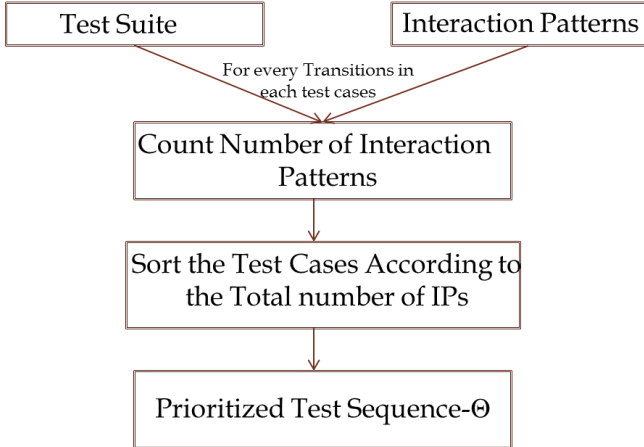 Test Suite
Interaction Patterns
For every Transitions in
each test cases
Count Number of Interaction
Patterns
Sort the Test Cases According to
the Total number of IPs
Prioritized Test Sequence-Θ